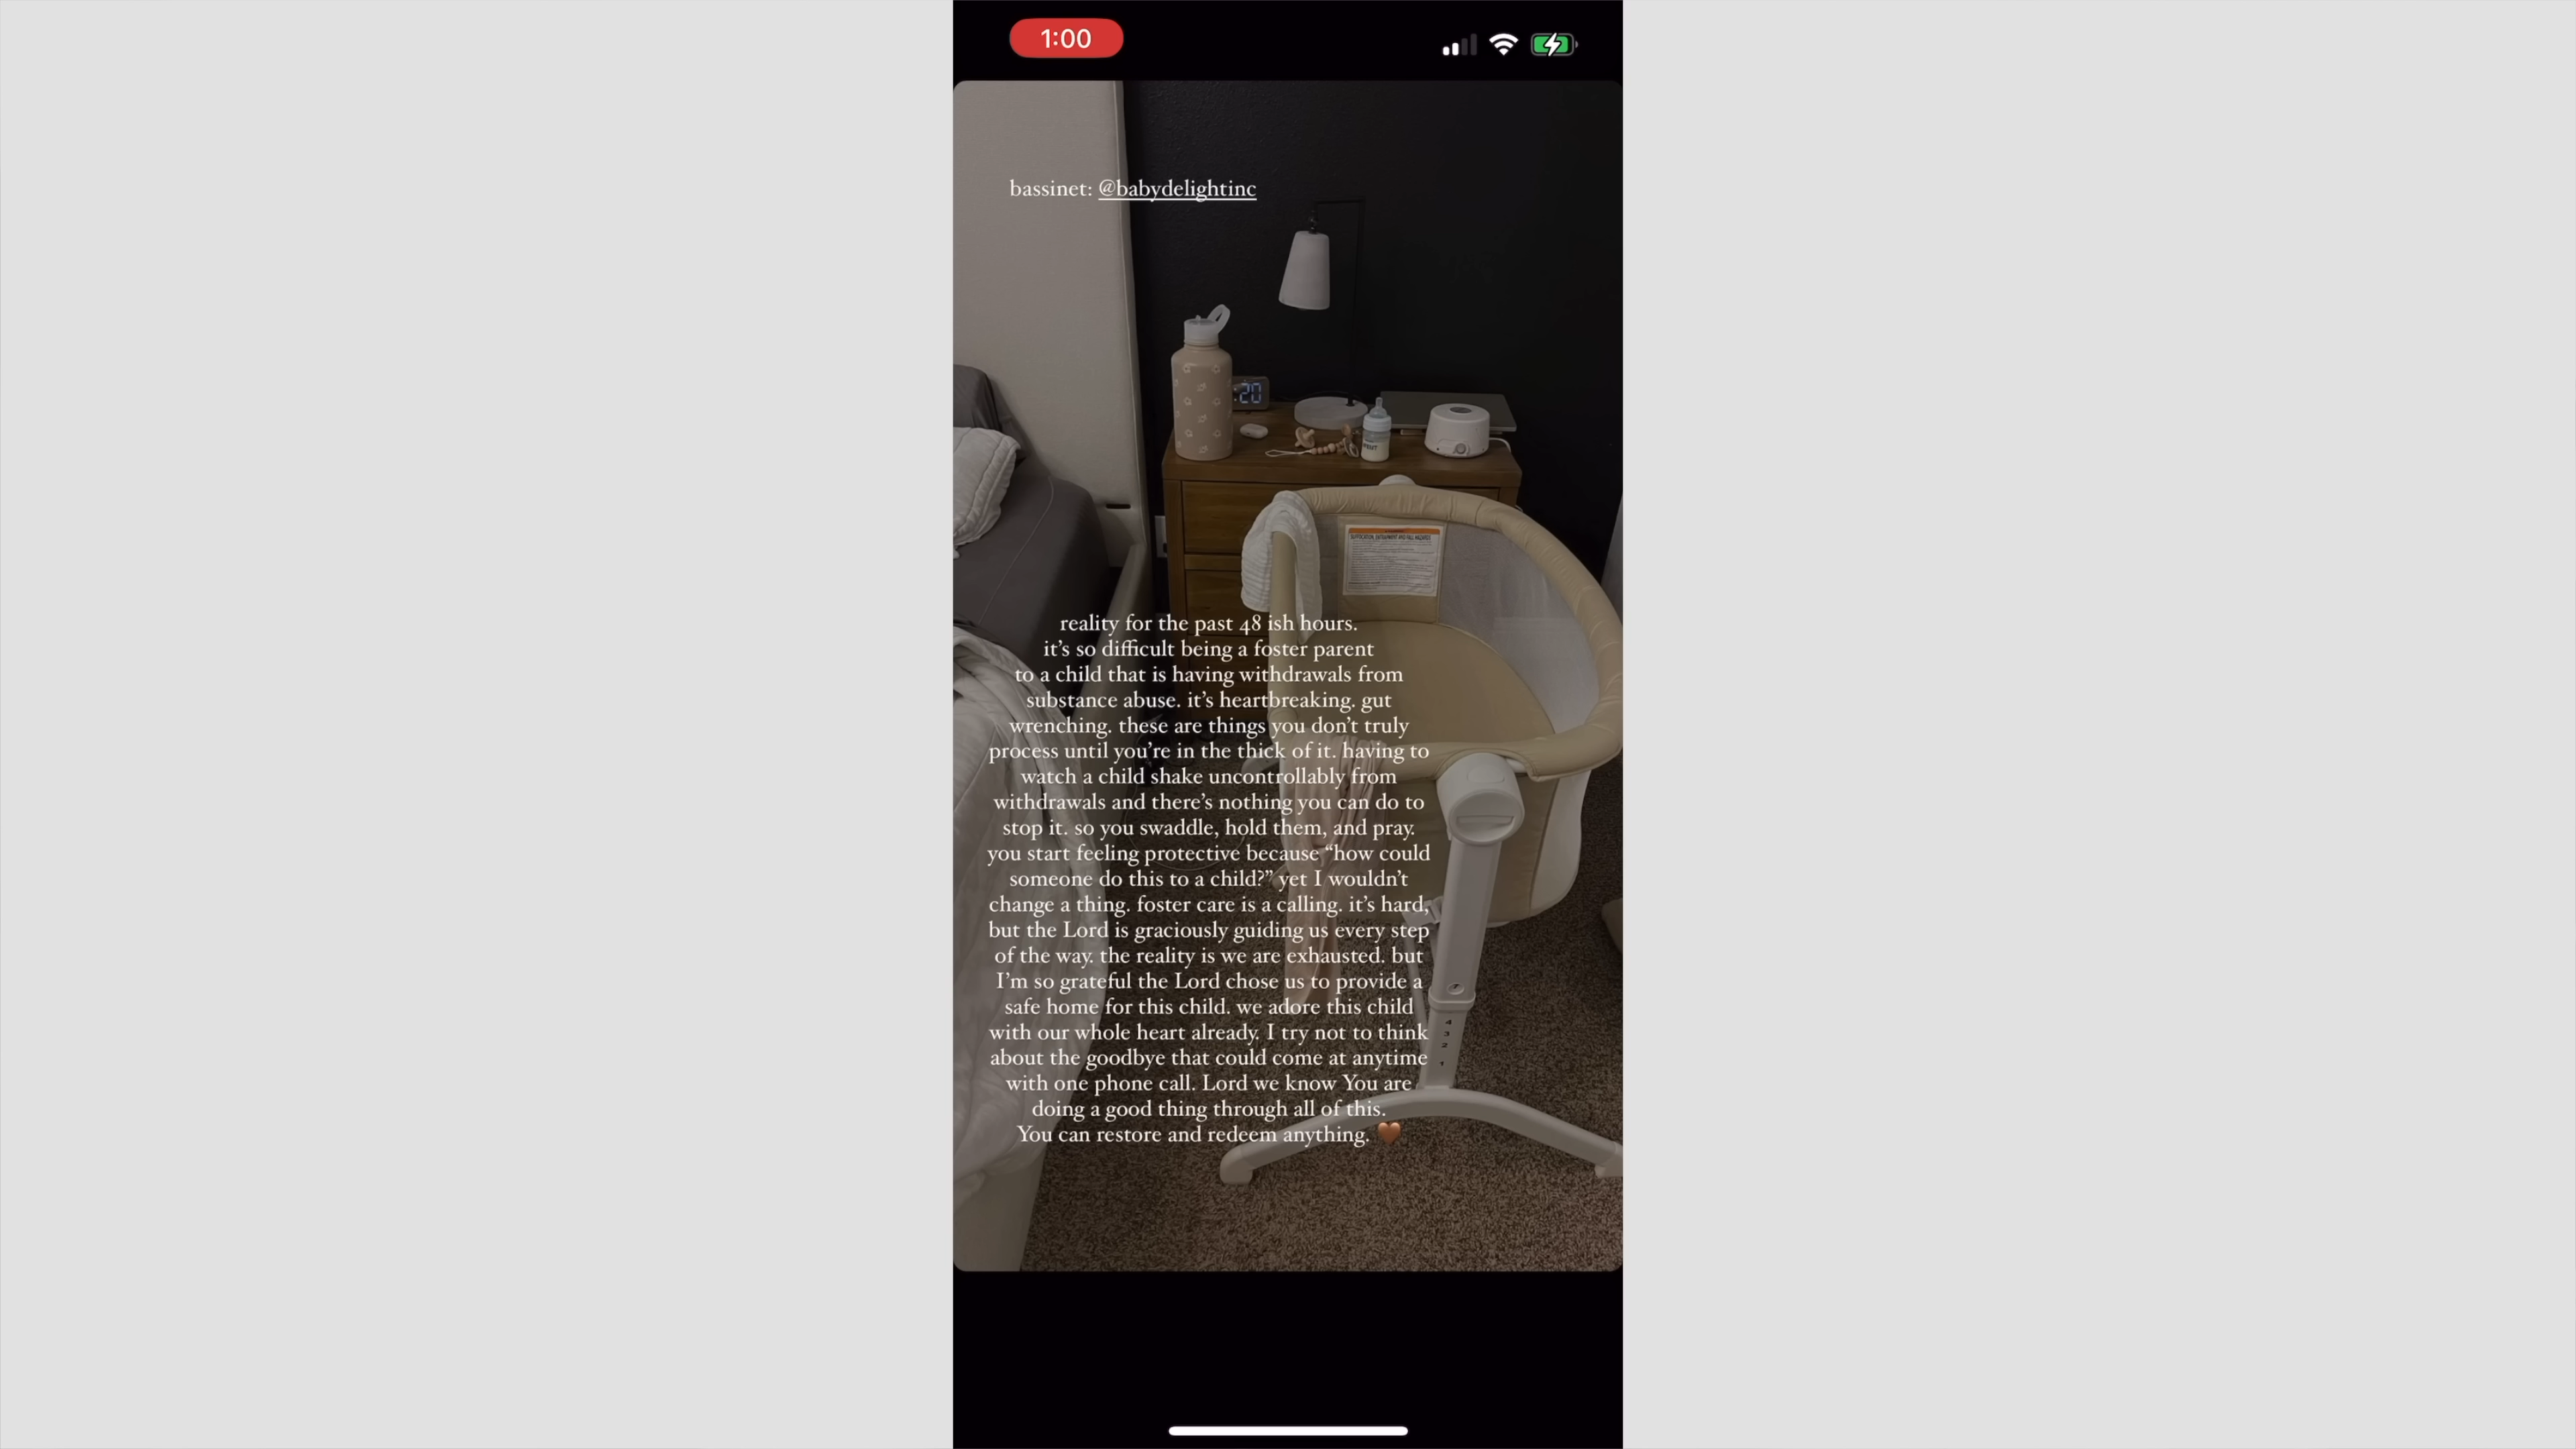 1:00
bassinet: @babydelightinc
:20
reality for the past 48 ish hours.
it's so difficult being a foster parent
to a child that is having withdrawals from
substance abuse. it's heartbreaking. gut
wrenching. these are things you don't truly
process until you're in the thick of it. having to
watch a child shake uncontrollably from
withdrawals and there's nothing you can do to
stop it. so you swaddle, hold them, and pray.
you start feeling protective because “how could
someone do this to a child?” yet I wouldn't
change a thing. foster care is a calling. it's hard,
but the Lord is graciously guiding us every step
of the way. the reality is we are exhausted. but
I'm so grateful the Lord chose us to provide a
safe home for this child. we adore this child
with our whole heart already. I try not to think
about the goodbye that could come at anytime
with one phone call. Lord we know You are
doing a good thing through all of this.
You can restore and redeem anything. 🤎
4
3
2
1